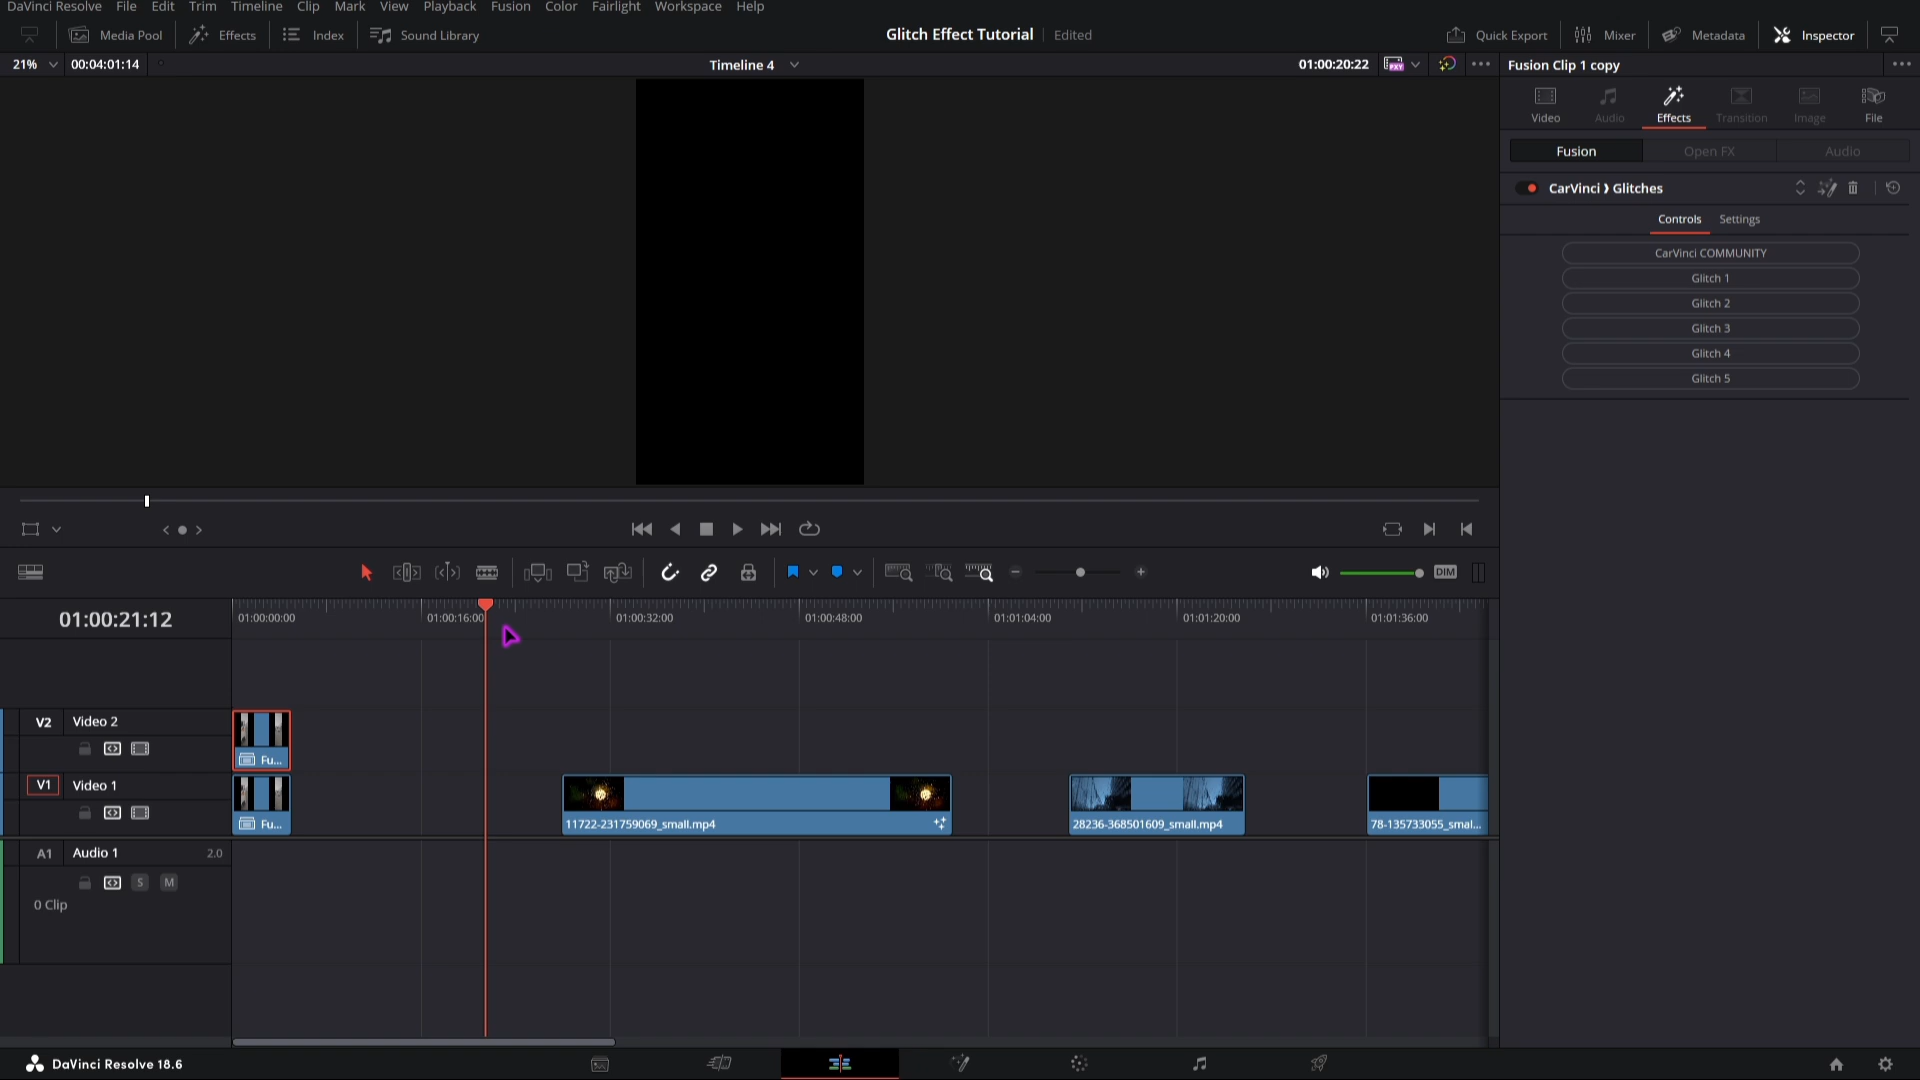 DaVinci Resolve File Edit Trim Timeline Clip Mark View Playback Fusion Color Fairlight Workspace Help
Media Pool Effects Index Sound Library Glitch Effect Tutorial Edited Quick Export Mixer Metadata Inspector
21% 00:04:01:14 Timeline 4 01:00:20:22 Fusion Clip 1 copy
Video Audio Effects Transition Image File
Fusion Open FX Audio
CarVinci ⟩ Glitches
Controls Settings
CarVinci COMMUNITY
Glitch 1
Glitch 2
Glitch 3
Glitch 4
Glitch 5
DIM
01:00:21:12 01:00:00:00 01:00:16:00 01:00:32:00 01:00:48:00 01:01:04:00 01:01:20:00 01:01:36:00
V2 Video 2
Fu...
V1 Video 1
Fu... 11722-231759069_small.mp4 28236-368501609_small.mp4 78-135733055_smal...
A1 Audio 1 2.0
S M
0 Clip
DaVinci Resolve 18.6